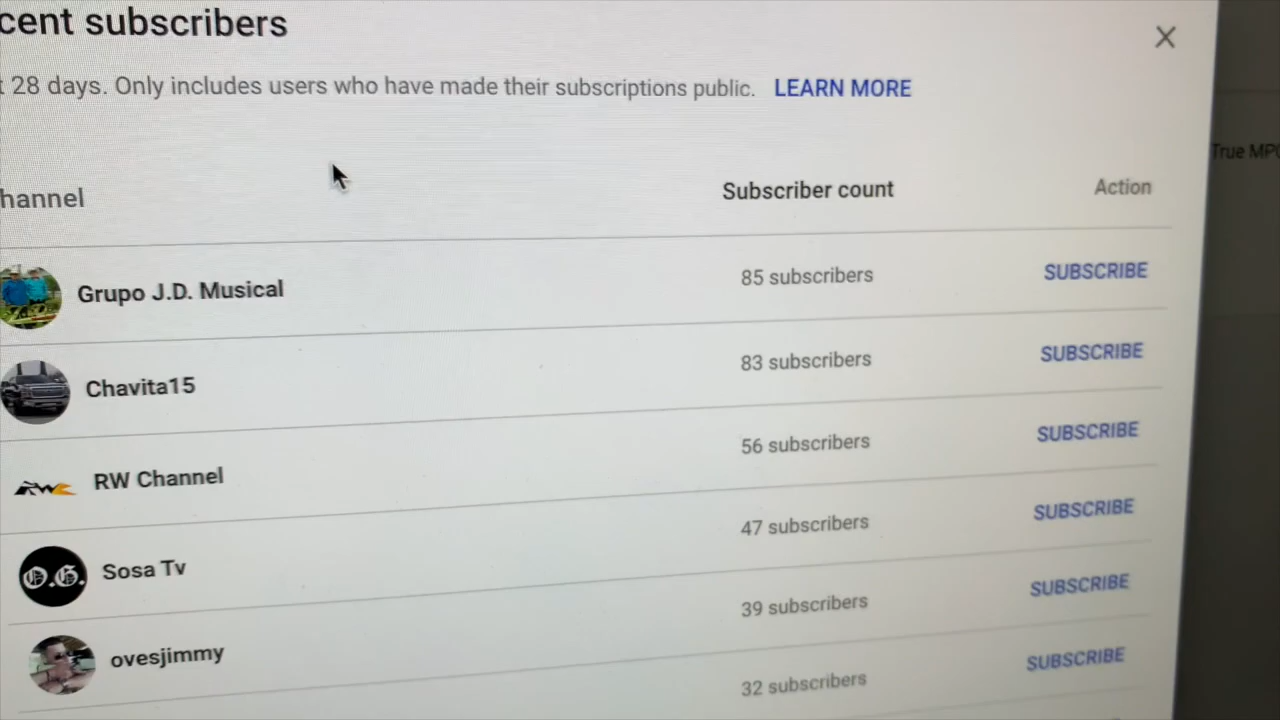 cent subscribers
28 days. Only includes users who have made their subscriptions public. LEARN MORE
True MPC
hannel Subscriber count Action
Grupo J.D. Musical 85 subscribers SUBSCRIBE
Chavita15 83 subscribers SUBSCRIBE
RW Channel 56 subscribers SUBSCRIBE
O.G. Sosa Tv 47 subscribers SUBSCRIBE
ovesjimmy 39 subscribers SUBSCRIBE
32 subscribers SUBSCRIBE